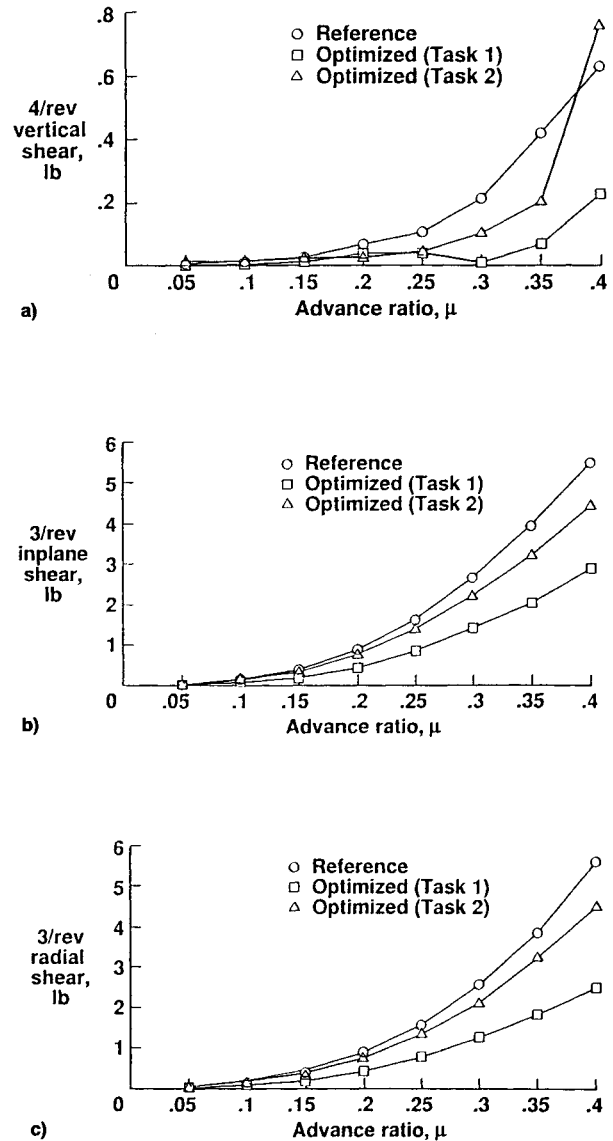 .8
.6
.4
.2
4/rev
vertical
shear,
lb
Reference
Optimized (Task 1)
Optimized (Task 2)
0 .05 .1 .15 .2 .25 .3 .35 .4
Advance ratio, μ
a)
6
5
4
3
2
1
3/rev
inplane
shear,
lb
Reference
Optimized (Task 1)
Optimized (Task 2)
0 .05 .1 .15 .2 .25 .3 .35 .4
Advance ratio, μ
b)
6
5
4
3
2
1
3/rev
radial
shear,
lb
Reference
Optimized (Task 1)
Optimized (Task 2)
0 .05 .1 .15 .2 .25 .3 .35 .4
Advance ratio, μ
c)